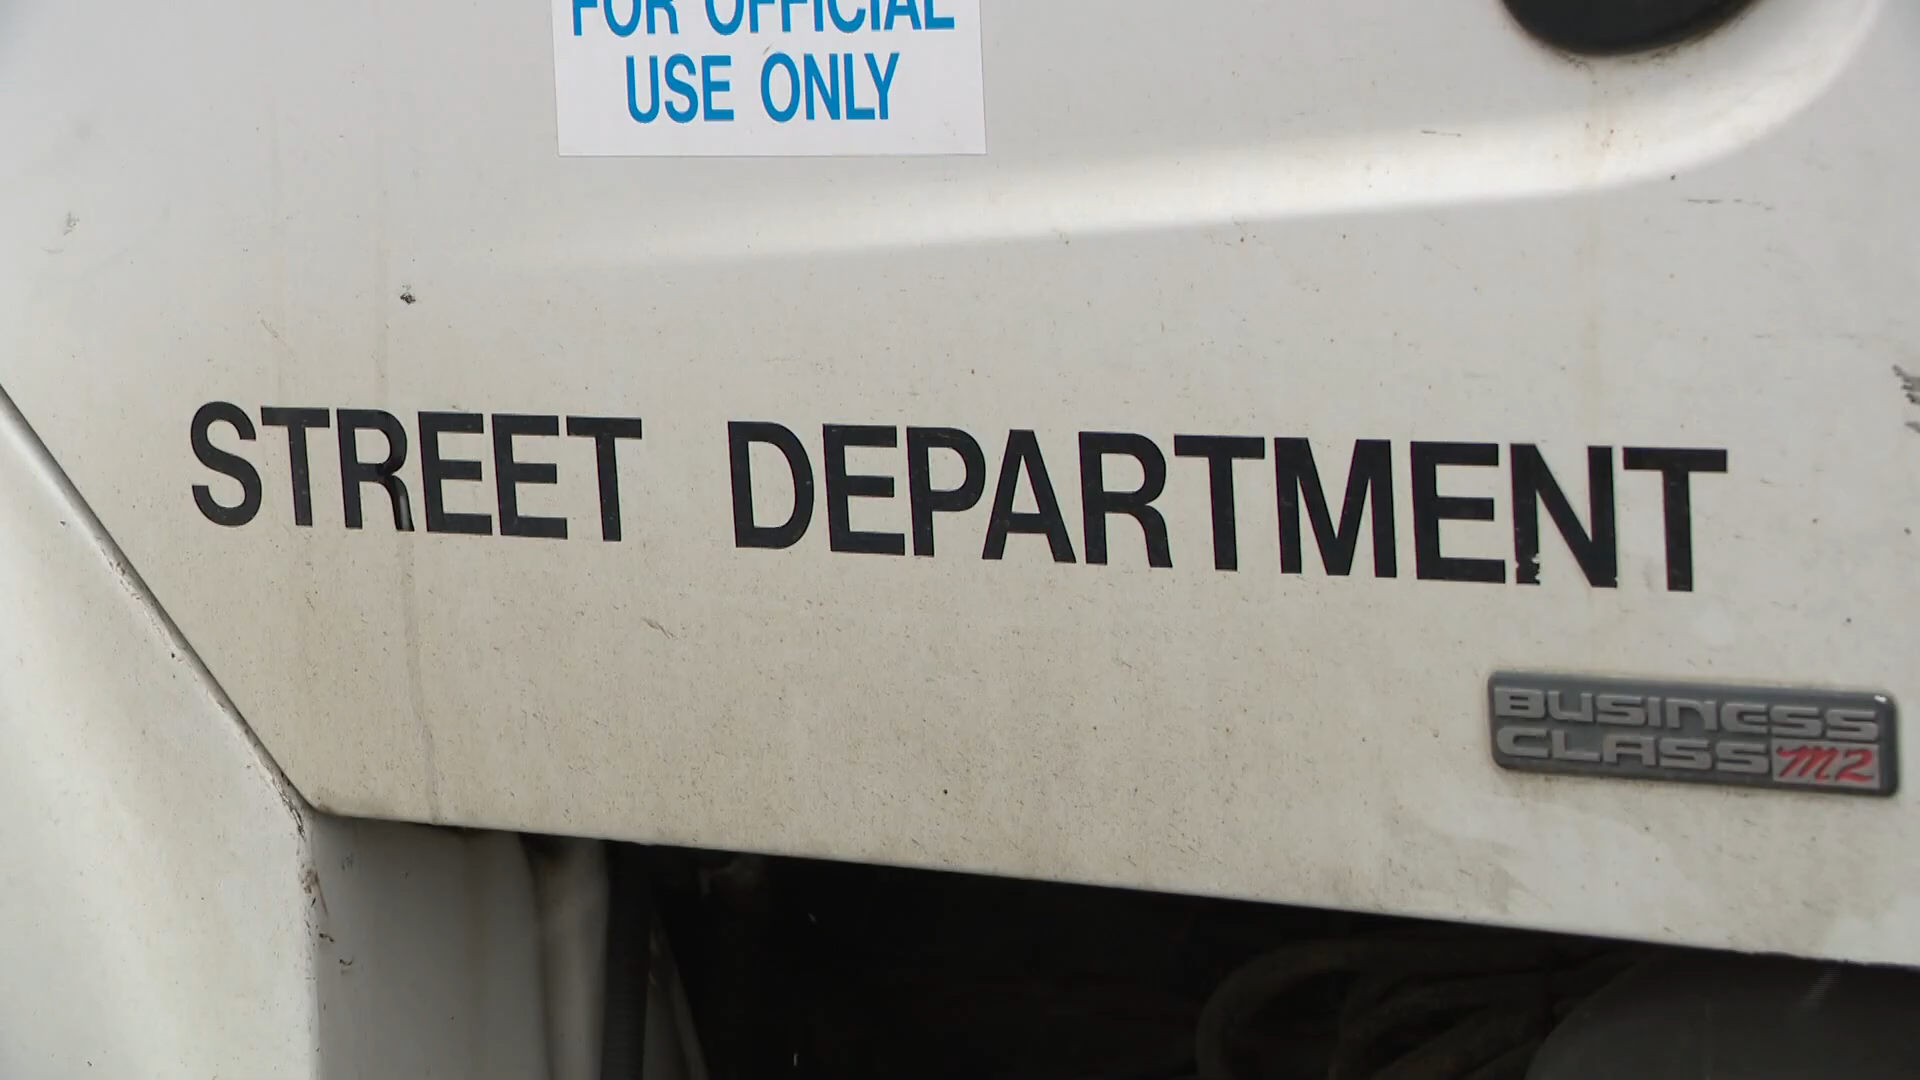 FOR OFFICIAL
USE ONLY
STREET DEPARTMENT
BUSINESS
CLASS M2